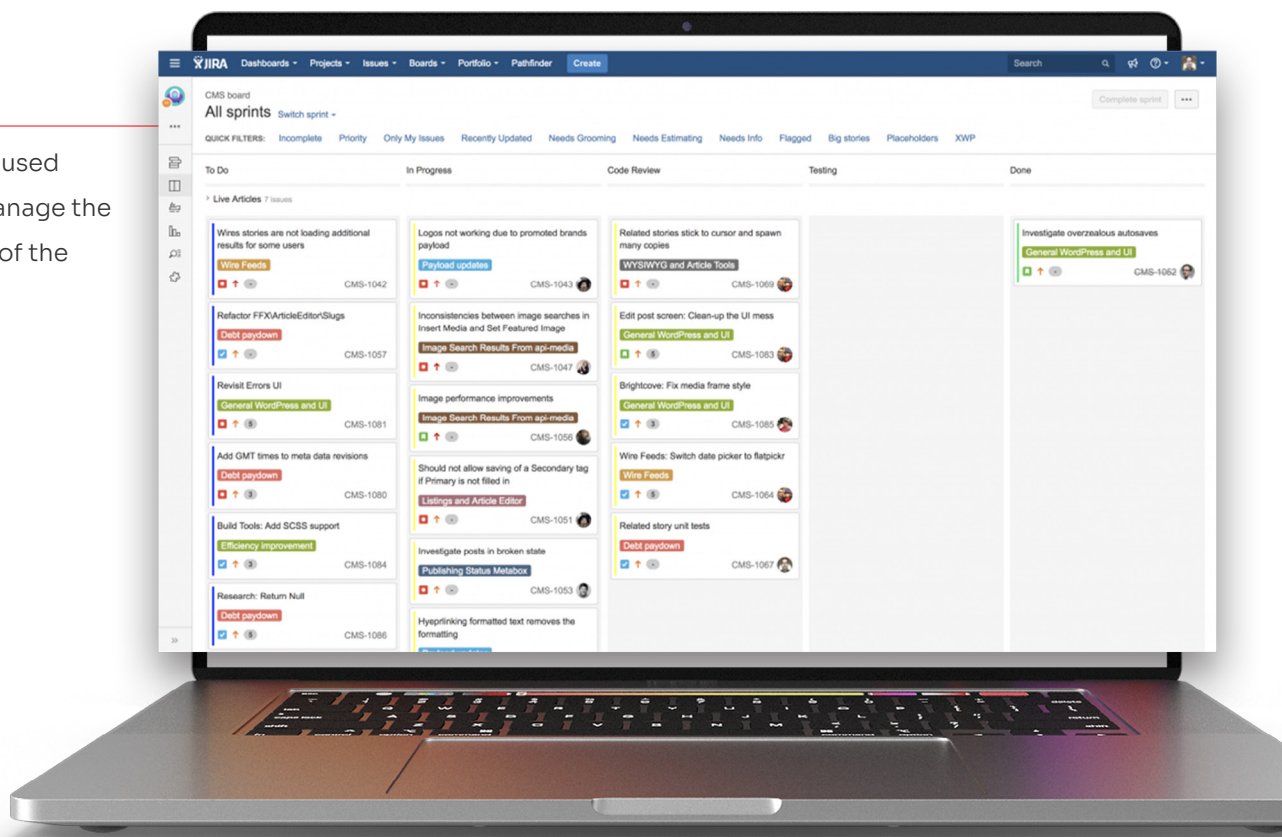 used
anage the
of the
JIRA Dashboards Projects Issues Boards Portfolio Pathfinder Create Search
CMS board
All sprints Switch sprint
Complete sprint
QUICK FILTERS: Incomplete Priority Only My Issues Recently Updated Needs Grooming Needs Estimating Needs Info Flagged Big stories Placeholders XWP
To Do
In Progress
Code Review
Testing
Done
Live Articles 7 issues
Wires stories are not loading additional
results for some users
Wire Feeds
CMS-1042
Refactor FFX\ArticleEditor\Slugs
Debt paydown
CMS-1057
Revisit Errors UI
General WordPress and UI
5 CMS-1081
Add GMT times to meta data revisions
Debt paydown
3 CMS-1080
Build Tools: Add SCSS support
Efficiency improvement
3 CMS-1084
Research: Return Null
Debt paydown
5 CMS-1086
Logos not working due to promoted brands
payload
Payload updates
CMS-1043
Inconsistencies between image searches in
Insert Media and Set Featured Image
Image Search Results From api-media
CMS-1047
Image performance improvements
Image Search Results From api-media
CMS-1056
Should not allow saving of a Secondary tag
if Primary is not filled in
Listings and Article Editor
CMS-1051
Investigate posts in broken state
Publishing Status Metabox
CMS-1053
Hyeprlinking formatted text removes the
formatting
Related stories stick to cursor and spawn
many copies
WYSIWYG and Article Tools
CMS-1069
Edit post screen: Clean-up the UI mess
General WordPress and UI
5 CMS-1083
Brightcove: Fix media frame style
General WordPress and UI
3 CMS-1085
Wire Feeds: Switch date picker to flatpickr
Wire Feeds
5 CMS-1064
Related story unit tests
Debt paydown
CMS-1067
Investigate overzealous autosaves
General WordPress and UI
CMS-1052